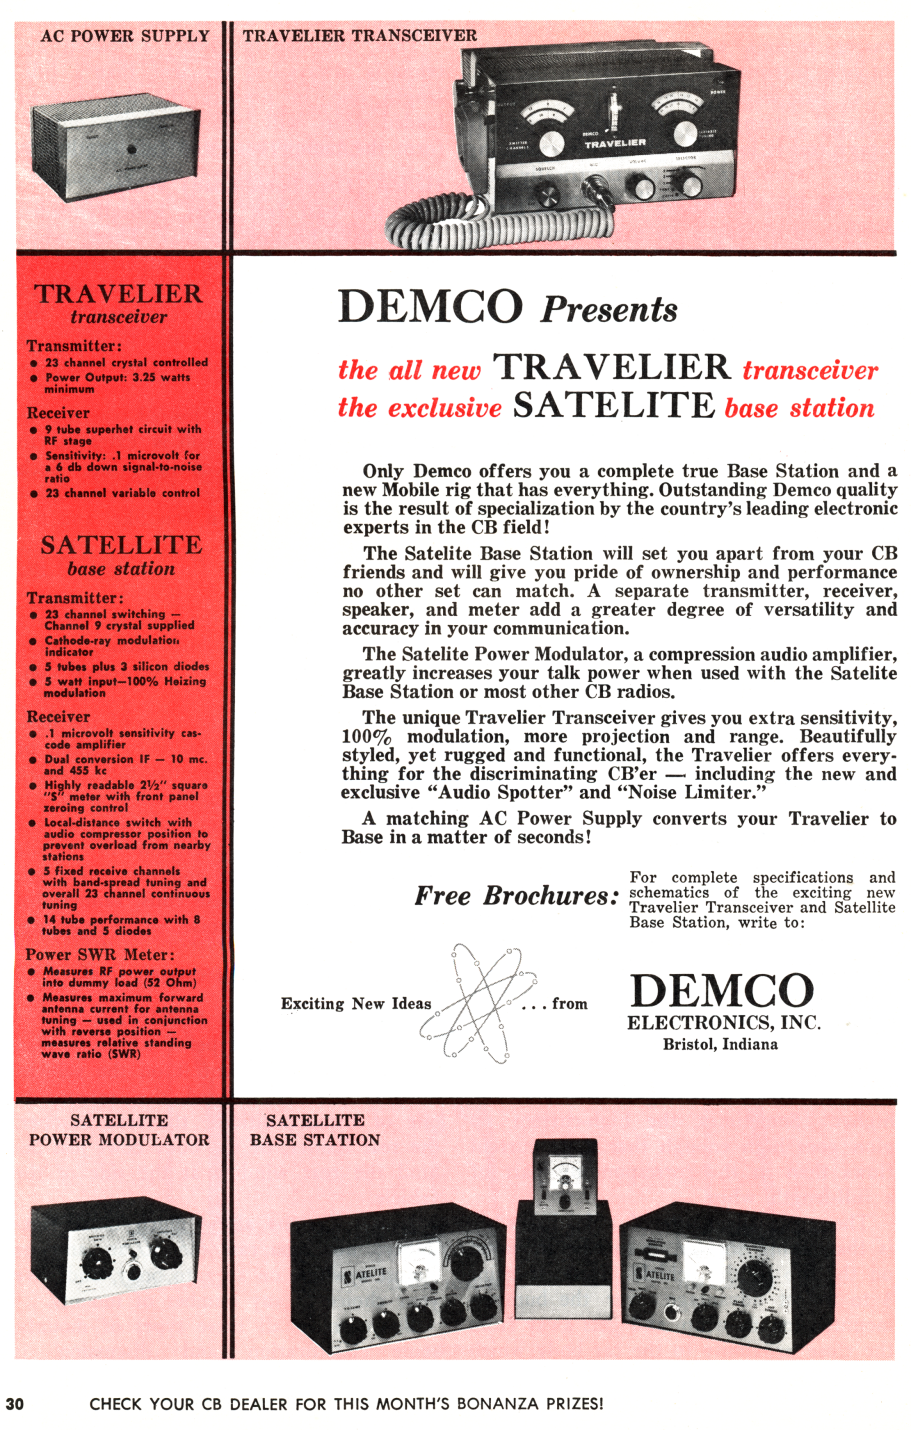 AC POWER SUPPLY
TRAVELIER TRANSCEIVER
DEMCO
TRAVELIER
SQUELCH
VOLUME
SELECTOR
POWER
TRAVELIER
transceiver
Transmitter:
● 23 channel crystal controlled
● Power Output: 3.25 watts
minimum
Receiver
● 9 tube superhet circuit with
RF stage
● Sensitivity: .1 microvolt for
a 6 db down signal-to-noise
ratio
● 23 channel variable control
SATELLITE
base station
Transmitter:
● 23 channel switching —
Channel 9 crystal supplied
● Cathode-ray modulation
indicator
● 5 tubes plus 3 silicon diodes
● 5 watt input—100% Heizing
modulation
Receiver
● .1 microvolt sensitivity cas-
code amplifier
● Dual conversion IF — 10 mc.
and 455 kc
● Highly readable 2½" square
"S" meter with front panel
zeroing control
● Local-distance switch with
audio compressor position to
prevent overload from nearby
stations
● 5 fixed receive channels
with band-spread tuning and
overall 23 channel continuous
tuning
● 14 tube performance with 8
tubes and 5 diodes
Power SWR Meter:
● Measures RF power output
into dummy load (52 Ohm)
● Measures maximum forward
antenna current for antenna
tuning — used in conjunction
with reverse position —
measures relative standing
wave ratio (SWR)
DEMCO Presents
the all new TRAVELIER transceiver
the exclusive SATELITE base station
Only Demco offers you a complete true Base Station and a
new Mobile rig that has everything. Outstanding Demco quality
is the result of specialization by the country's leading electronic
experts in the CB field!
The Satelite Base Station will set you apart from your CB
friends and will give you pride of ownership and performance
no other set can match. A separate transmitter, receiver,
speaker, and meter add a greater degree of versatility and
accuracy in your communication.
The Satelite Power Modulator, a compression audio amplifier,
greatly increases your talk power when used with the Satelite
Base Station or most other CB radios.
The unique Travelier Transceiver gives you extra sensitivity,
100% modulation, more projection and range. Beautifully
styled, yet rugged and functional, the Travelier offers every-
thing for the discriminating CB'er — including the new and
exclusive “Audio Spotter” and “Noise Limiter.”
A matching AC Power Supply converts your Travelier to
Base in a matter of seconds!
Free Brochures:
For complete specifications and
schematics of the exciting new
Travelier Transceiver and Satellite
Base Station, write to:
Exciting New Ideas ... from
DEMCO
ELECTRONICS, INC.
Bristol, Indiana
SATELLITE
POWER MODULATOR
SATELLITE
BASE STATION
SATELITE
SATELITE
30 CHECK YOUR CB DEALER FOR THIS MONTH'S BONANZA PRIZES!